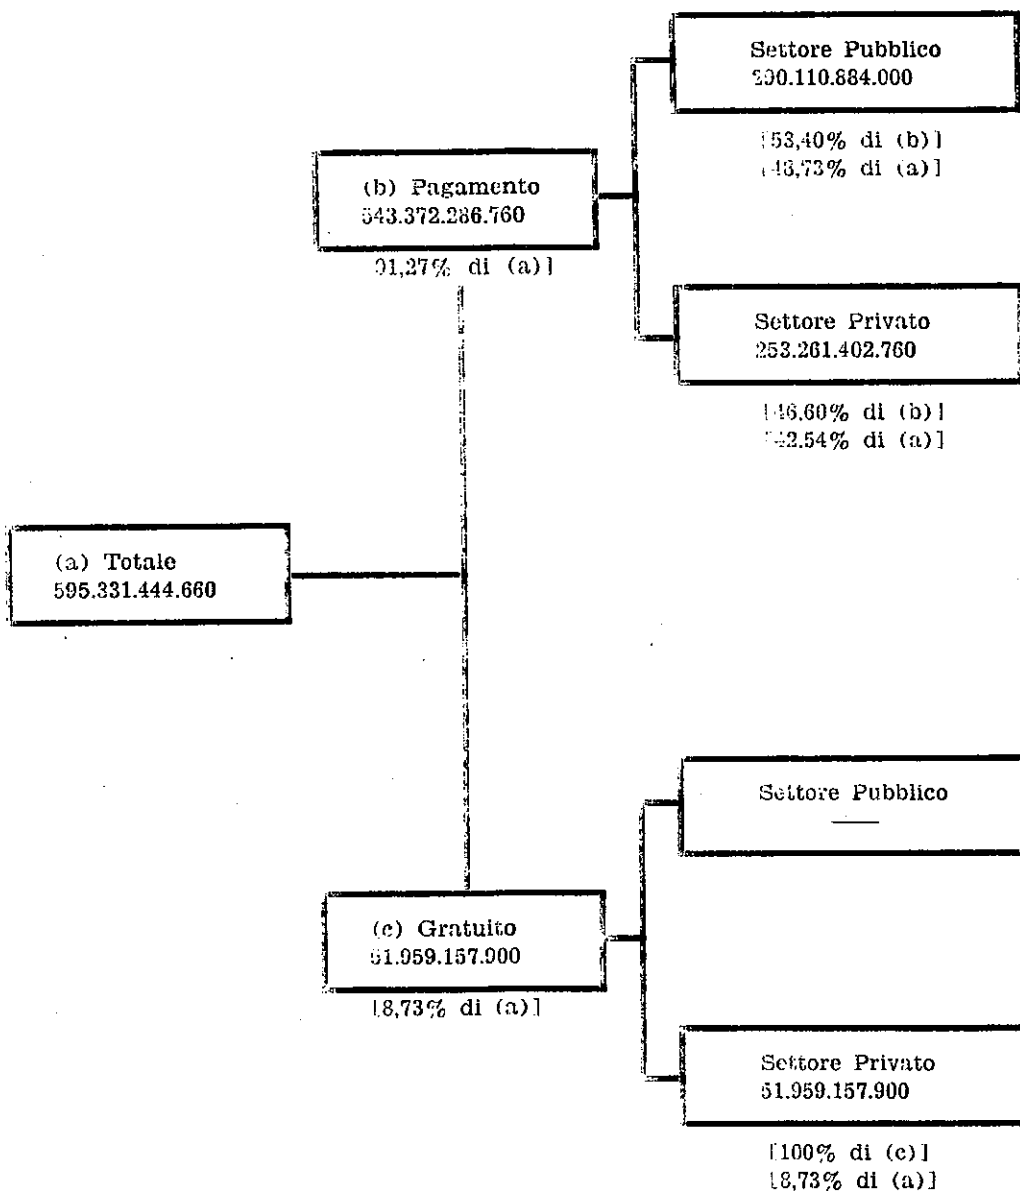 Settore Pubblico
290.110.884.000
[53,40% di (b)]
[48,73% di (a)]
(b) Pagamento
543.372.286.760
91,27% di (a)]
Settore Privato
253.261.402.760
[46,60% di (b)]
[42.54% di (a)]
(a) Totale
595.331.444.660
Settore Pubblico
(c) Gratuito
51.959.157.900
[8,73% di (a)]
Settore Privato
51.959.157.900
[100% di (c)]
[8,73% di (a)]